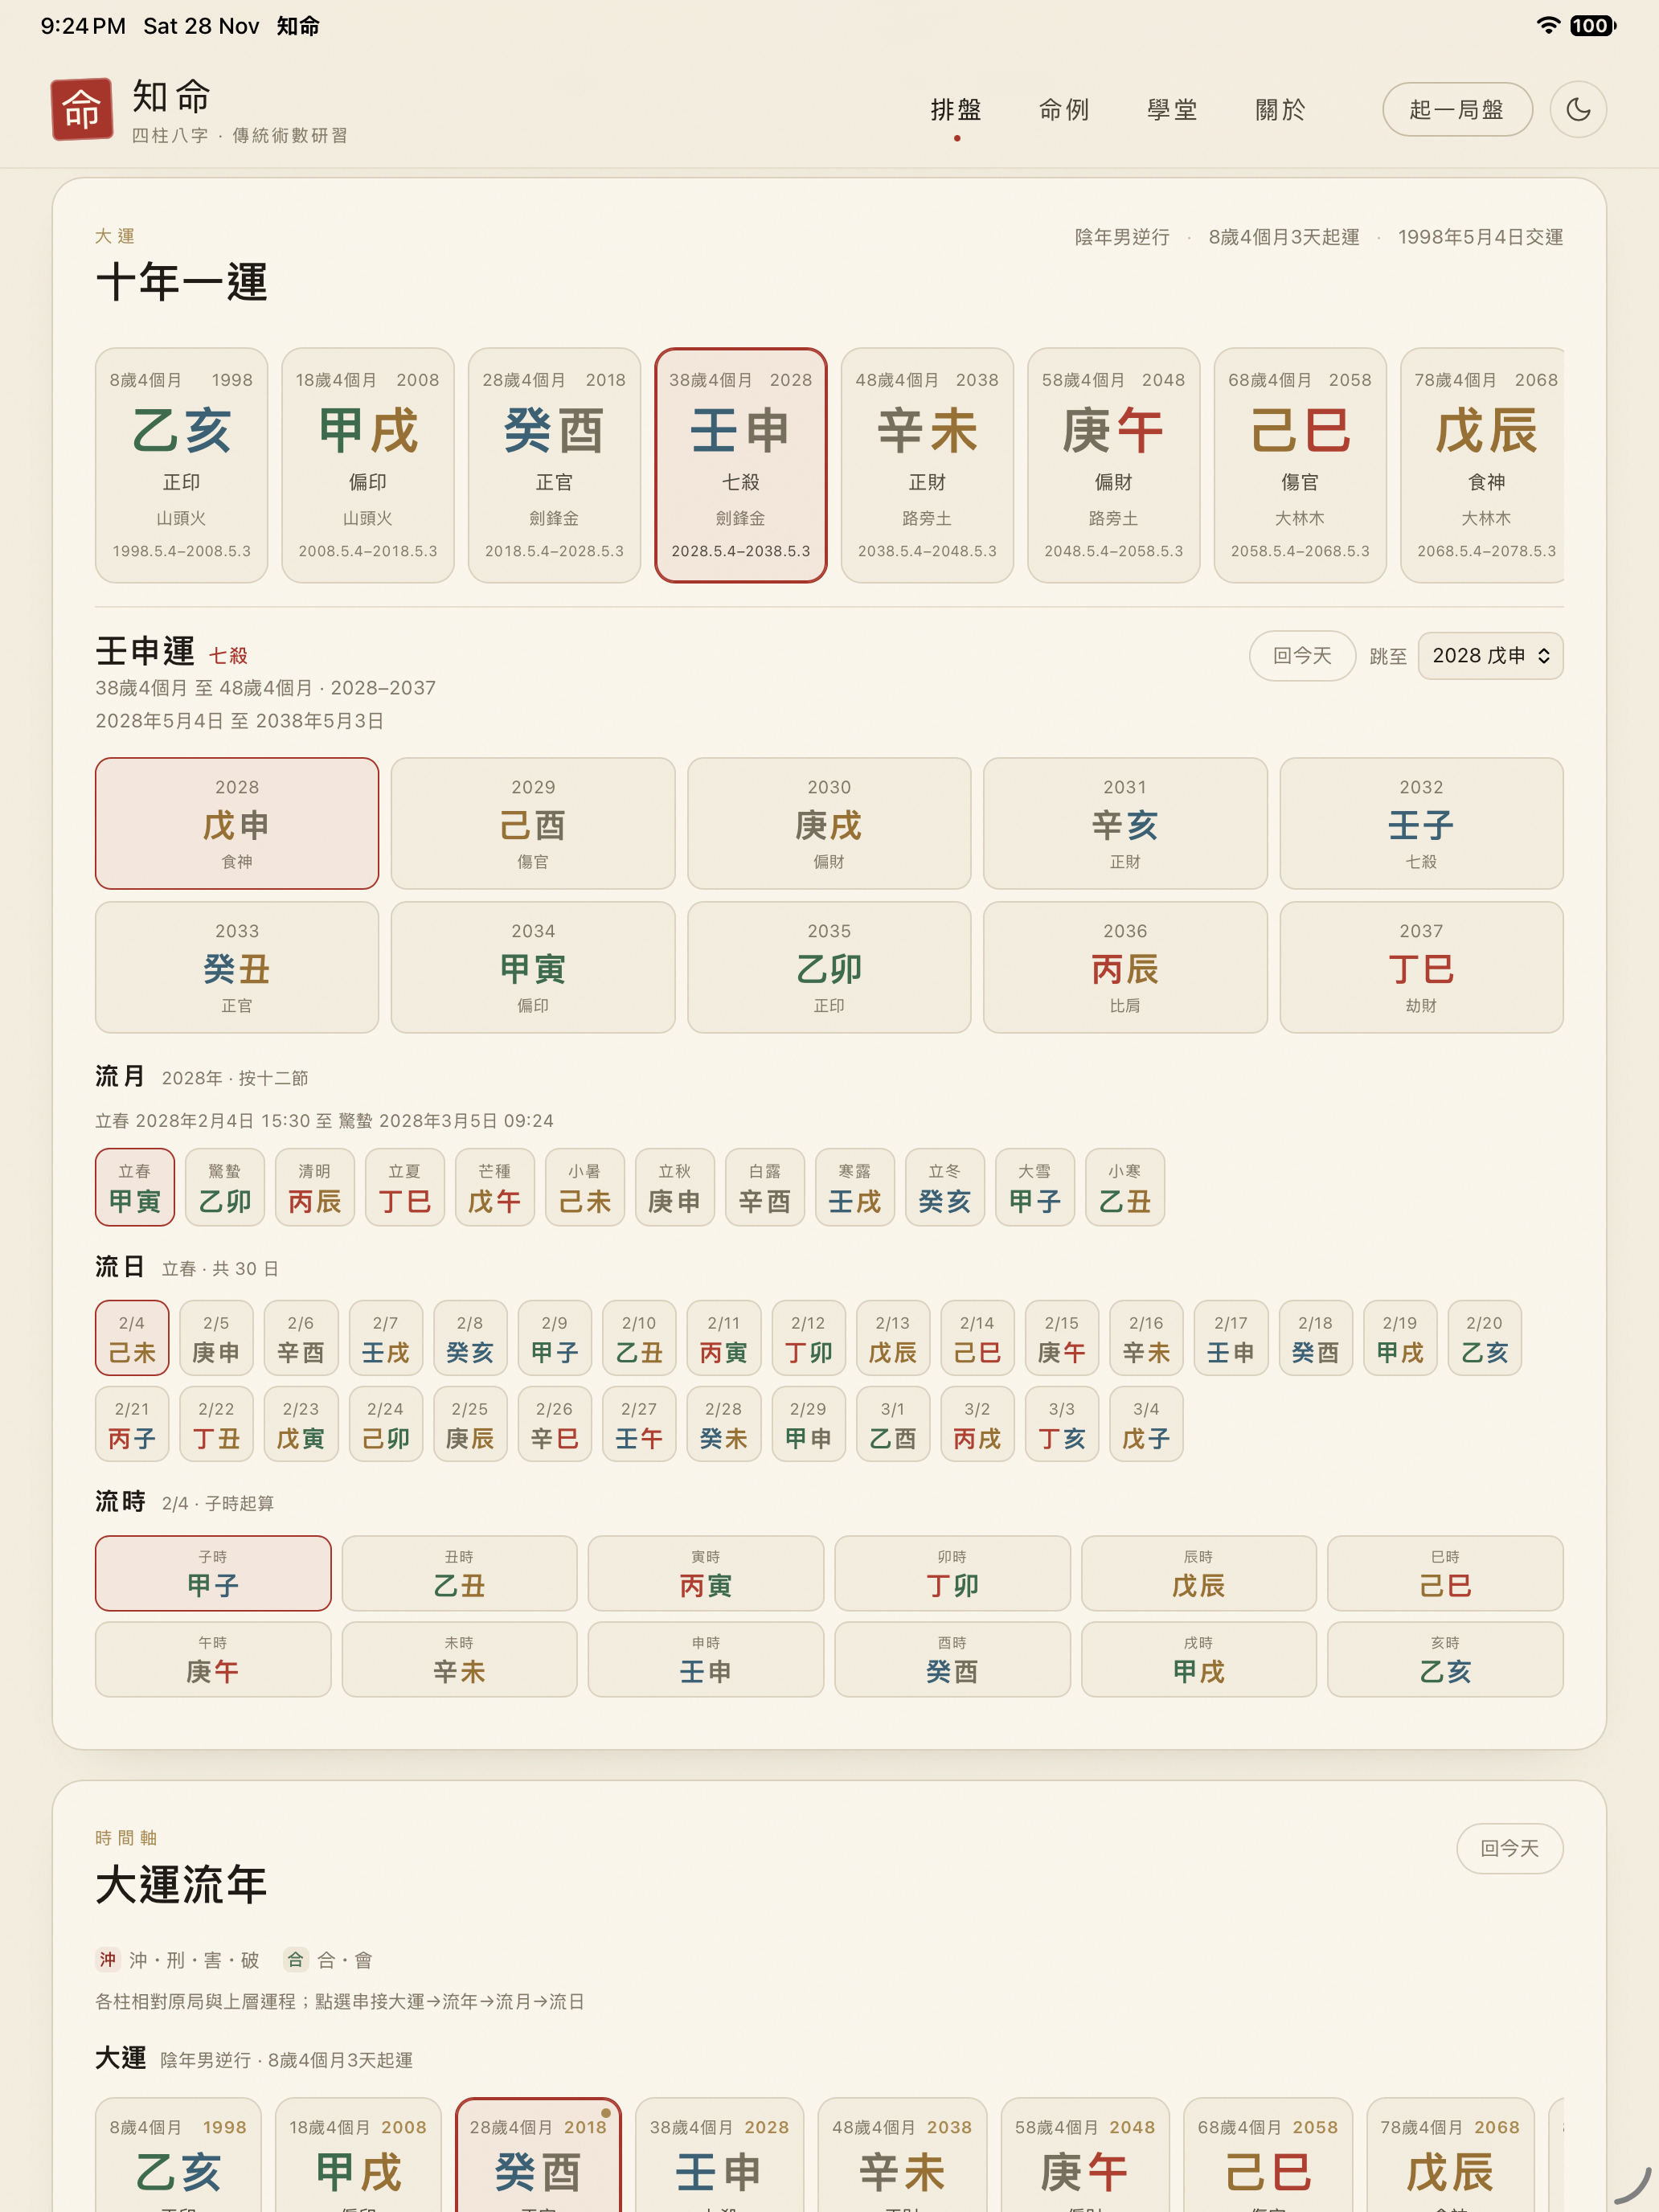 9:24 PM Sat 28 Nov 知命 100
命 知命
四柱八字 · 傳統術數研習
排盤 命例 學堂 關於 起一局盤
大運
陰年男逆行 · 8歲4個月3天起運 · 1998年5月4日交運
十年一運
8歲4個月 1998 18歲4個月 2008 28歲4個月 2018 38歲4個月 2028 48歲4個月 2038 58歲4個月 2048 68歲4個月 2058 78歲4個月 2068
乙亥 甲戌 癸酉 壬申 辛未 庚午 己巳 戊辰
正印 偏印 正官 七殺 正財 偏財 傷官 食神
山頭火 山頭火 劍鋒金 劍鋒金 路旁土 路旁土 大林木 大林木
1998.5.4–2008.5.3 2008.5.4–2018.5.3 2018.5.4–2028.5.3 2028.5.4–2038.5.3 2038.5.4–2048.5.3 2048.5.4–2058.5.3 2058.5.4–2068.5.3 2068.5.4–2078.5.3
壬申運 七殺 回今天 跳至 2028 戊申
38歲4個月 至 48歲4個月 · 2028–2037
2028年5月4日 至 2038年5月3日
2028 2029 2030 2031 2032
戊申 己酉 庚戌 辛亥 壬子
食神 傷官 偏財 正財 七殺
2033 2034 2035 2036 2037
癸丑 甲寅 乙卯 丙辰 丁巳
正官 偏印 正印 比肩 劫財
流月 2028年 · 按十二節
立春 2028年2月4日 15:30 至 驚蟄 2028年3月5日 09:24
立春 驚蟄 清明 立夏 芒種 小暑 立秋 白露 寒露 立冬 大雪 小寒
甲寅 乙卯 丙辰 丁巳 戊午 己未 庚申 辛酉 壬戌 癸亥 甲子 乙丑
流日 立春 · 共 30 日
2/4 2/5 2/6 2/7 2/8 2/9 2/10 2/11 2/12 2/13 2/14 2/15 2/16 2/17 2/18 2/19 2/20
己未 庚申 辛酉 壬戌 癸亥 甲子 乙丑 丙寅 丁卯 戊辰 己巳 庚午 辛未 壬申 癸酉 甲戌 乙亥
2/21 2/22 2/23 2/24 2/25 2/26 2/27 2/28 2/29 3/1 3/2 3/3 3/4
丙子 丁丑 戊寅 己卯 庚辰 辛巳 壬午 癸未 甲申 乙酉 丙戌 丁亥 戊子
流時 2/4 · 子時起算
子時 丑時 寅時 卯時 辰時 巳時
甲子 乙丑 丙寅 丁卯 戊辰 己巳
午時 未時 申時 酉時 戌時 亥時
庚午 辛未 壬申 癸酉 甲戌 乙亥
時間軸
大運流年 回今天
沖 沖・刑・害・破 合 合・會
各柱相對原局與上層運程；點選串接大運→流年→流月→流日
大運 陰年男逆行 · 8歲4個月3天起運
8歲4個月 1998 18歲4個月 2008 28歲4個月 2018 38歲4個月 2028 48歲4個月 2038 58歲4個月 2048 68歲4個月 2058 78歲4個月 2068
乙亥 甲戌 癸酉 壬申 辛未 庚午 己巳 戊辰